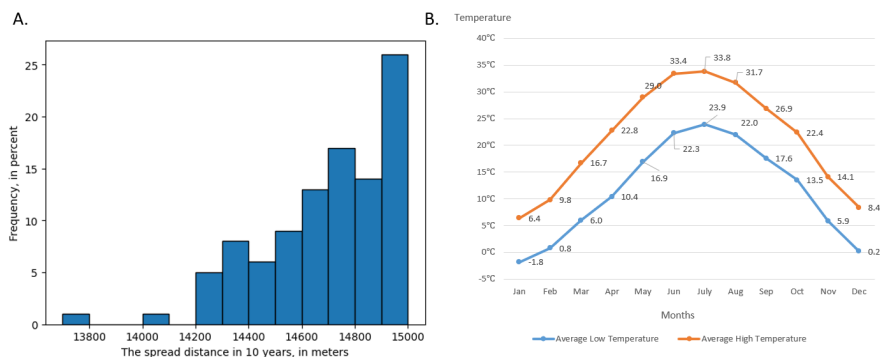 A.
25
20
15
10
5
0
Frequency, in percent
13800 14000 14200 14400 14600 14800 15000
The spread distance in 10 years, in meters
B.
Temperature
40℃
35℃
30℃
25℃
20℃
15℃
10℃
5℃
0℃
-5℃
6.4 9.8 16.7 22.8 29.0 33.4 33.8 31.7 26.9 22.4 14.1 8.4
-1.8 0.8 6.0 10.4 16.9 22.3 23.9 22.0 17.6 13.5 5.9 0.2
Jan Feb Mar Apr May Jun July Aug Sep Oct Nov Dec
Months
Average Low Temperature Average High Temperature